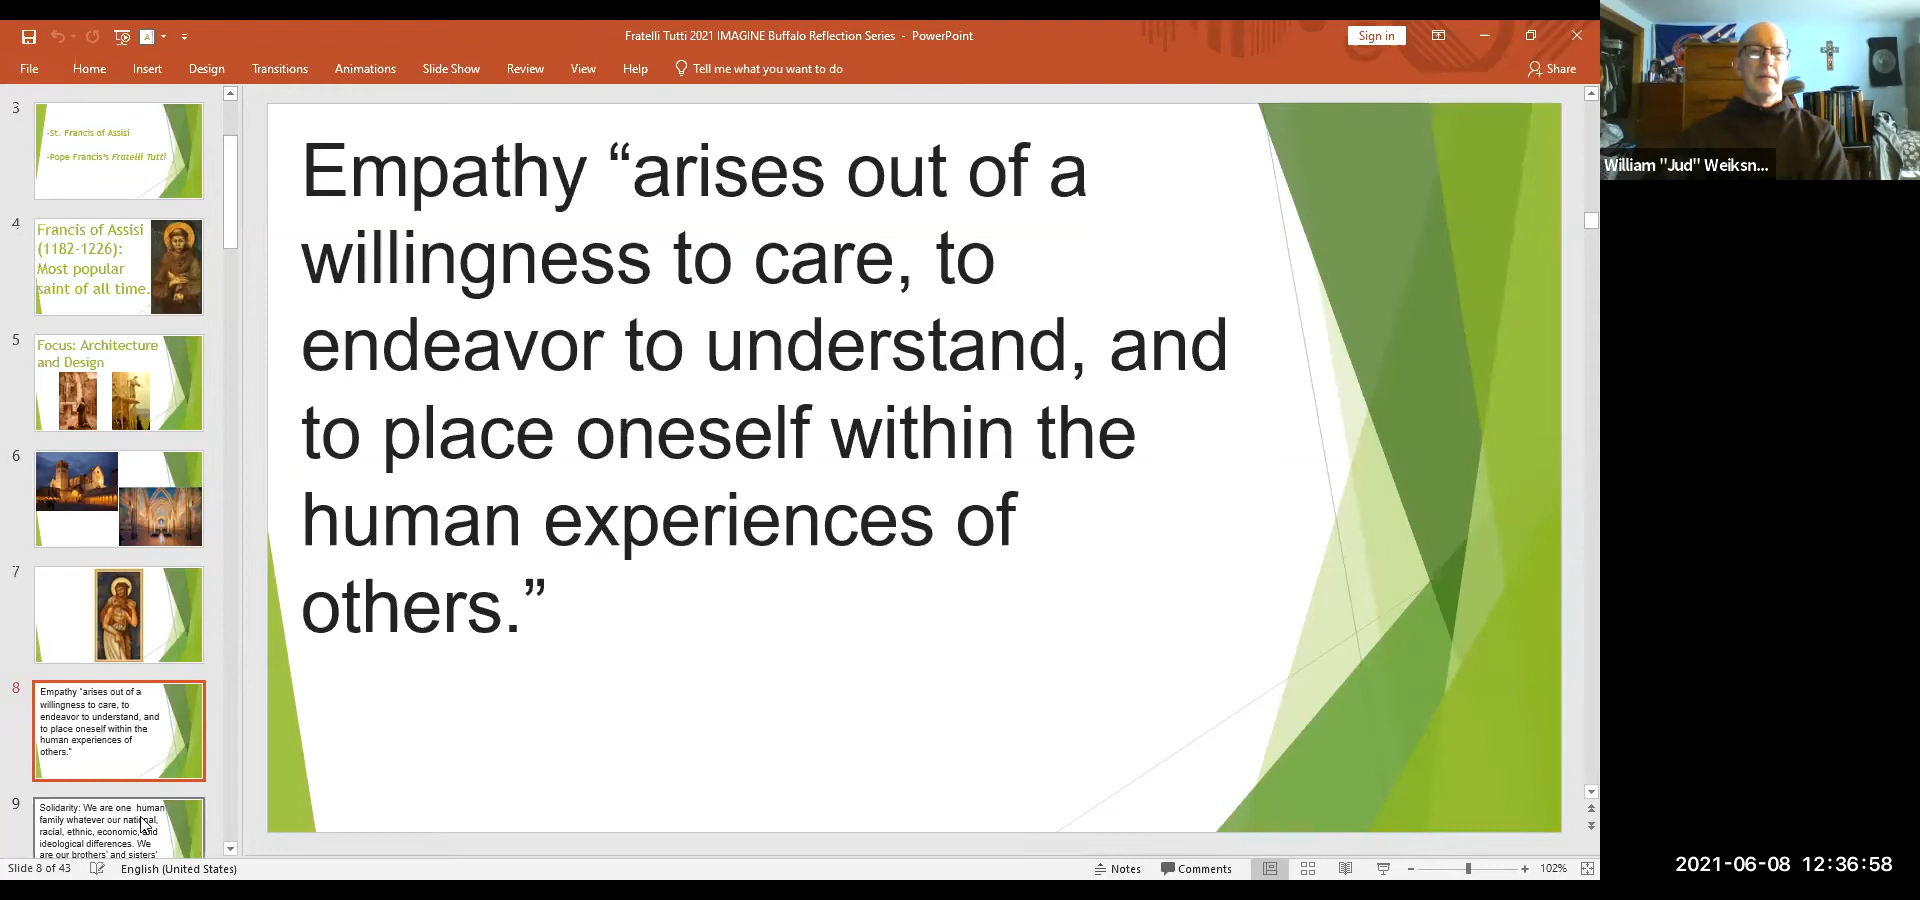 Fratelli Tutti 2021 IMAGINE Buffalo Reflection Series - PowerPoint
Sign in
File Home Insert Design Transitions Animations Slide Show Review View Help Tell me what you want to do
Share
3
-St. Francis of Assisi
-Pope Francis's Fratelli Tutti
4
Francis of Assisi
(1182-1226):
Most popular
saint of all time.
5
Focus: Architecture
and Design
6
7
8
Empathy “arises out of a
willingness to care, to
endeavor to understand, and
to place oneself within the
human experiences of
others.”
9
Solidarity: We are one human
family whatever our national,
racial, ethnic, economic, and
ideological differences. We
are our brothers' and sisters'
Empathy “arises out of a
willingness to care, to
endeavor to understand, and
to place oneself within the
human experiences of
others.”
William "Jud" Weiksn...
Slide 8 of 43
English (United States)
Notes
Comments
102%
2021-06-08 12:36:58